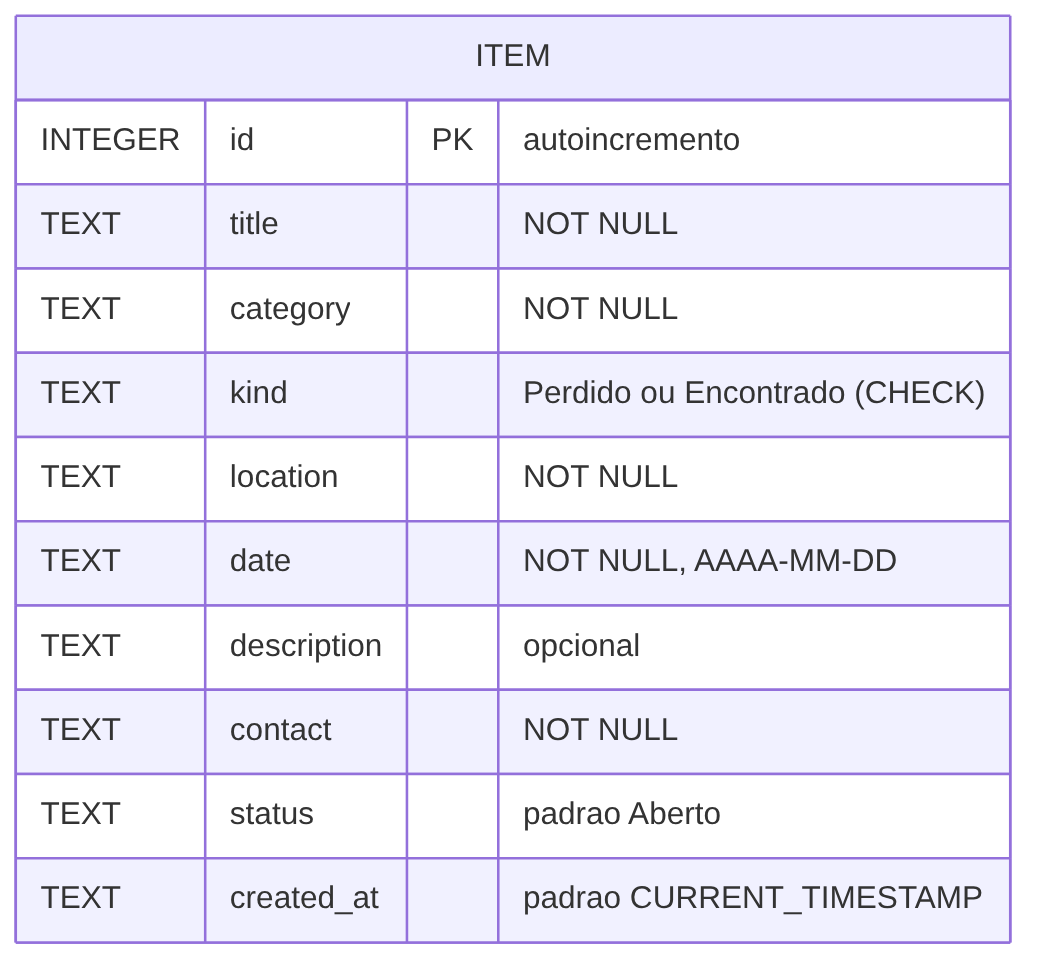 ITEM
INTEGER id PK autoincremento
TEXT title NOT NULL
TEXT category NOT NULL
TEXT kind Perdido ou Encontrado (CHECK)
TEXT location NOT NULL
TEXT date NOT NULL, AAAA-MM-DD
TEXT description opcional
TEXT contact NOT NULL
TEXT status padrao Aberto
TEXT created_at padrao CURRENT_TIMESTAMP